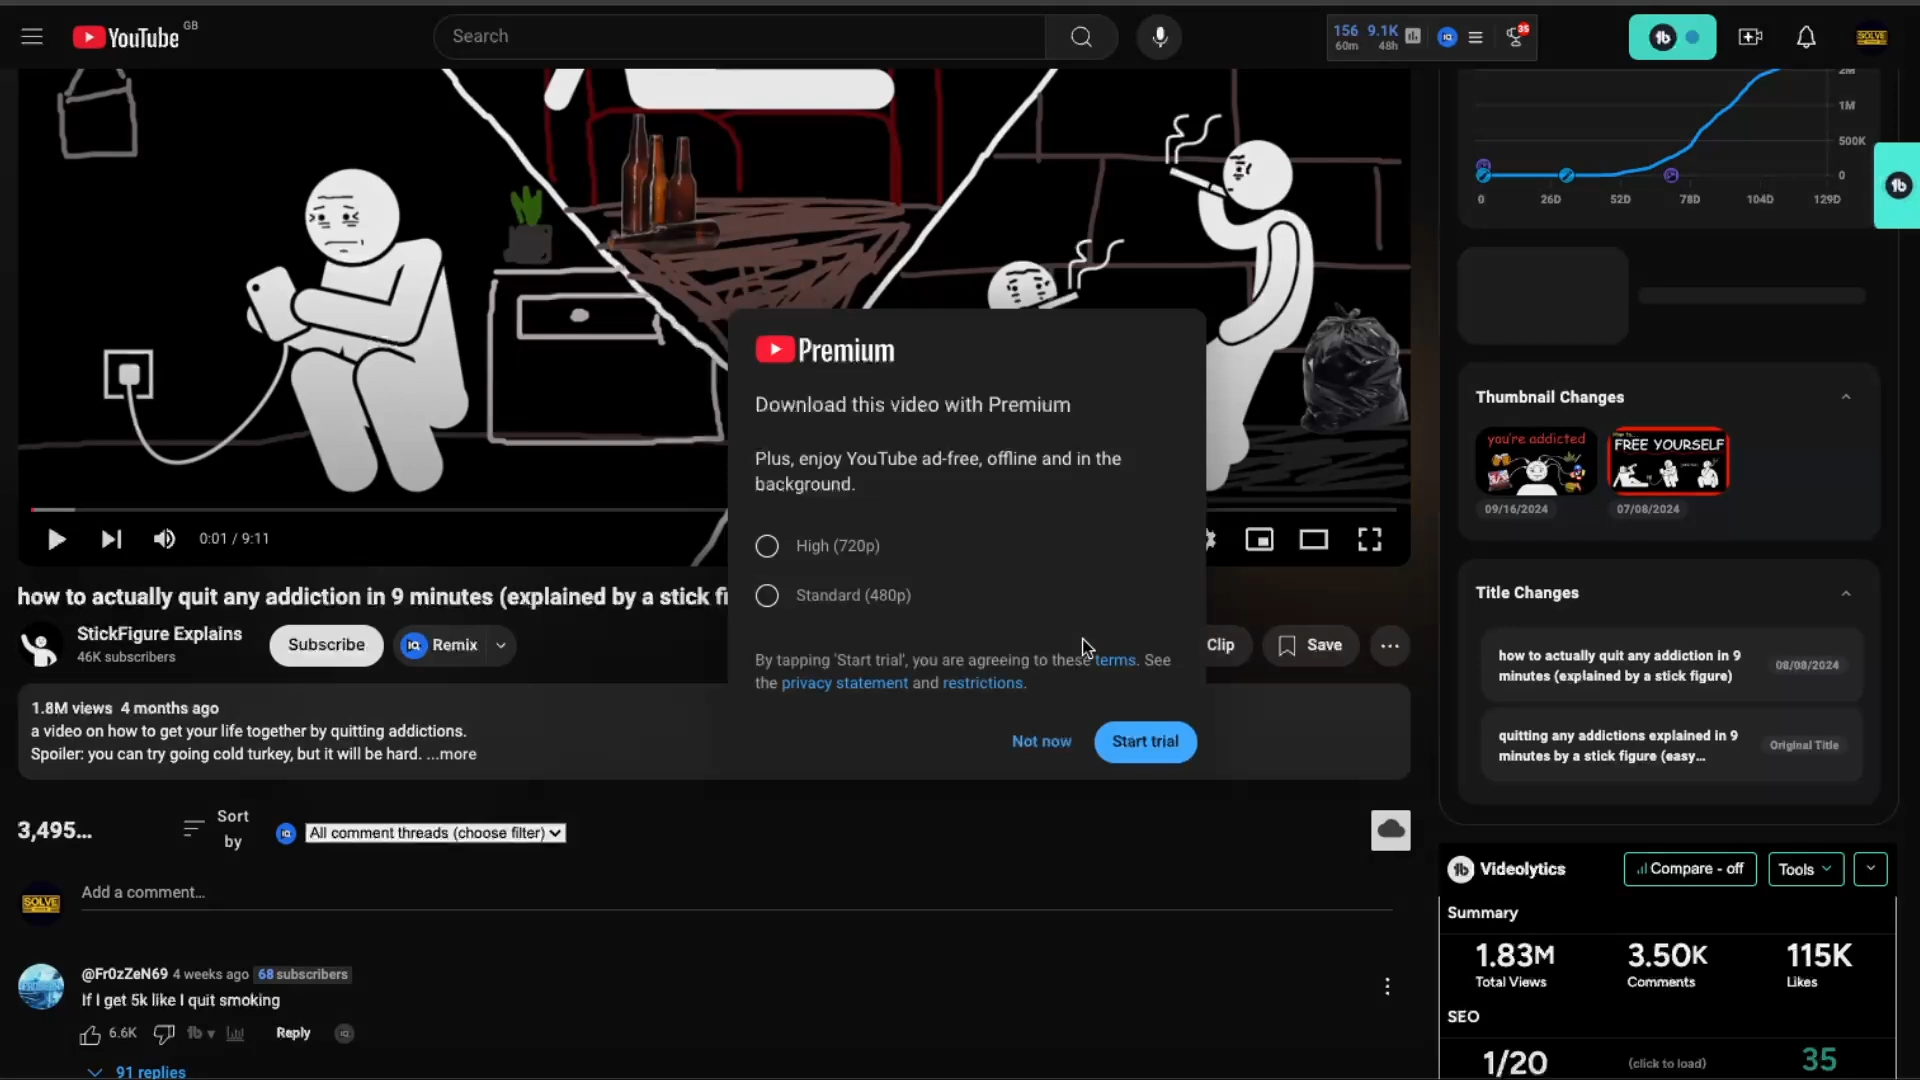 YouTube GB
Search
156 9.1K
60m 48h
35
2M
1M
500K
0
0 26D 52D 78D 104D 129D
Premium
Download this video with Premium
Plus, enjoy YouTube ad-free, offline and in the
background.
High (720p)
Standard (480p)
By tapping 'Start trial', you are agreeing to these terms. See
the privacy statement and restrictions.
Not now
Start trial
0:01 / 9:11
how to actually quit any addiction in 9 minutes (explained by a stick fi
StickFigure Explains
46K subscribers
Subscribe
Remix
Clip
Save
1.8M views 4 months ago
a video on how to get your life together by quitting addictions.
Spoiler: you can try going cold turkey, but it will be hard. ...more
3,495...
Sort
by
All comment threads (choose filter)
SOLVE
Add a comment...
@Fr0zZeN69 4 weeks ago 68 subscribers
If I get 5k like I quit smoking
6.6K
Reply
91 replies
SOLVE
Thumbnail Changes
you're addicted
FREE YOURSELF
09/16/2024
07/08/2024
Title Changes
how to actually quit any addiction in 9
minutes (explained by a stick figure)
08/08/2024
quitting any addictions explained in 9
minutes by a stick figure (easy...
Original Title
Videolytics
Compare - off
Tools
Summary
1.83M
Total Views
3.50K
Comments
115K
Likes
SEO
1/20
(click to load)
35